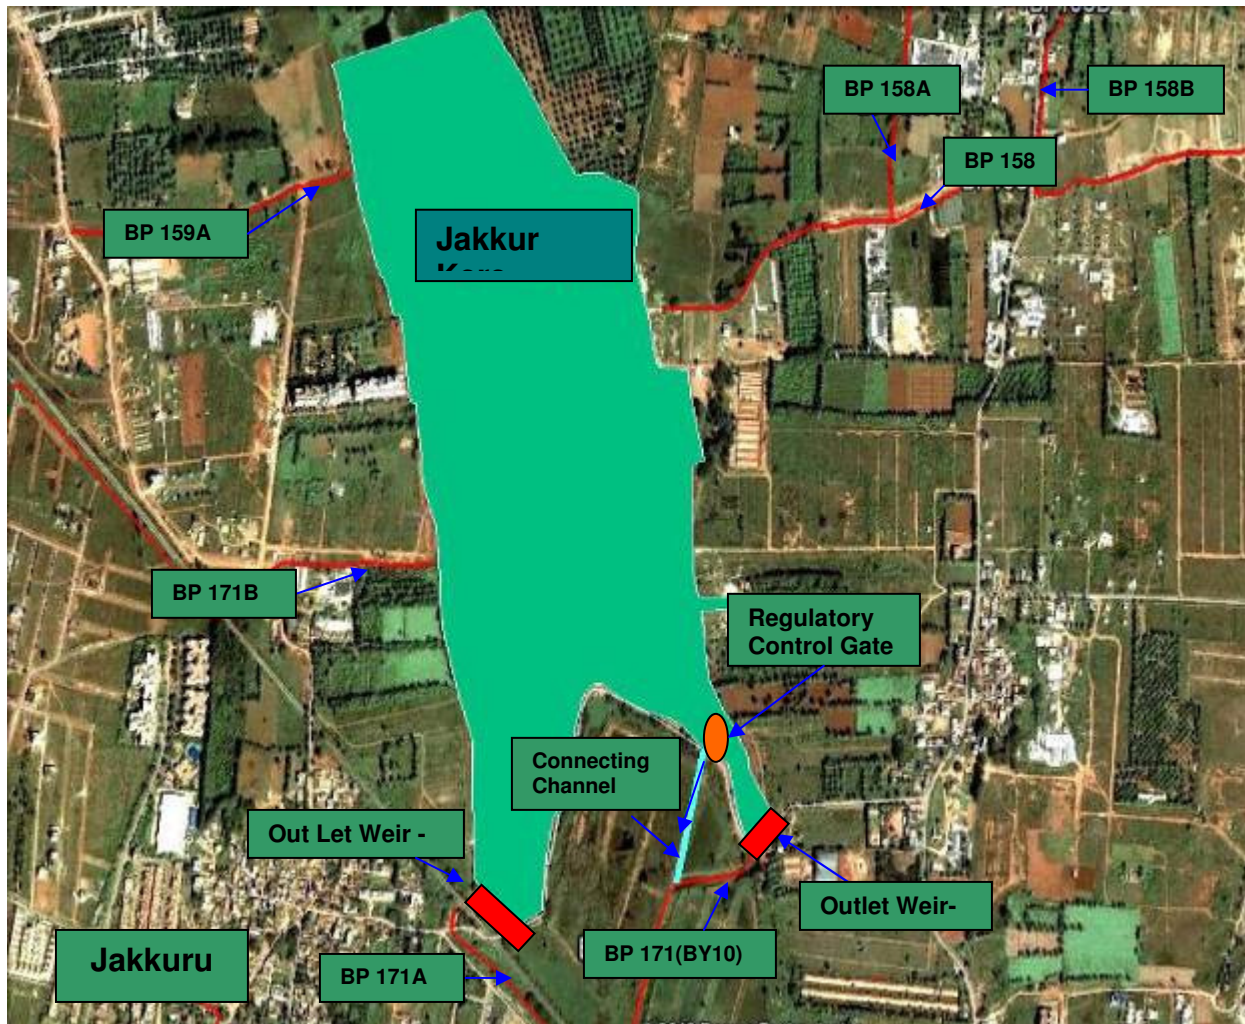 BP 158A
BP 158B
BP 158
BP 159A
Jakkur
BP 171B
Regulatory
Control Gate
Connecting
Channel
Out Let Weir -
Outlet Weir-
BP 171(BY10)
Jakkuru
BP 171A